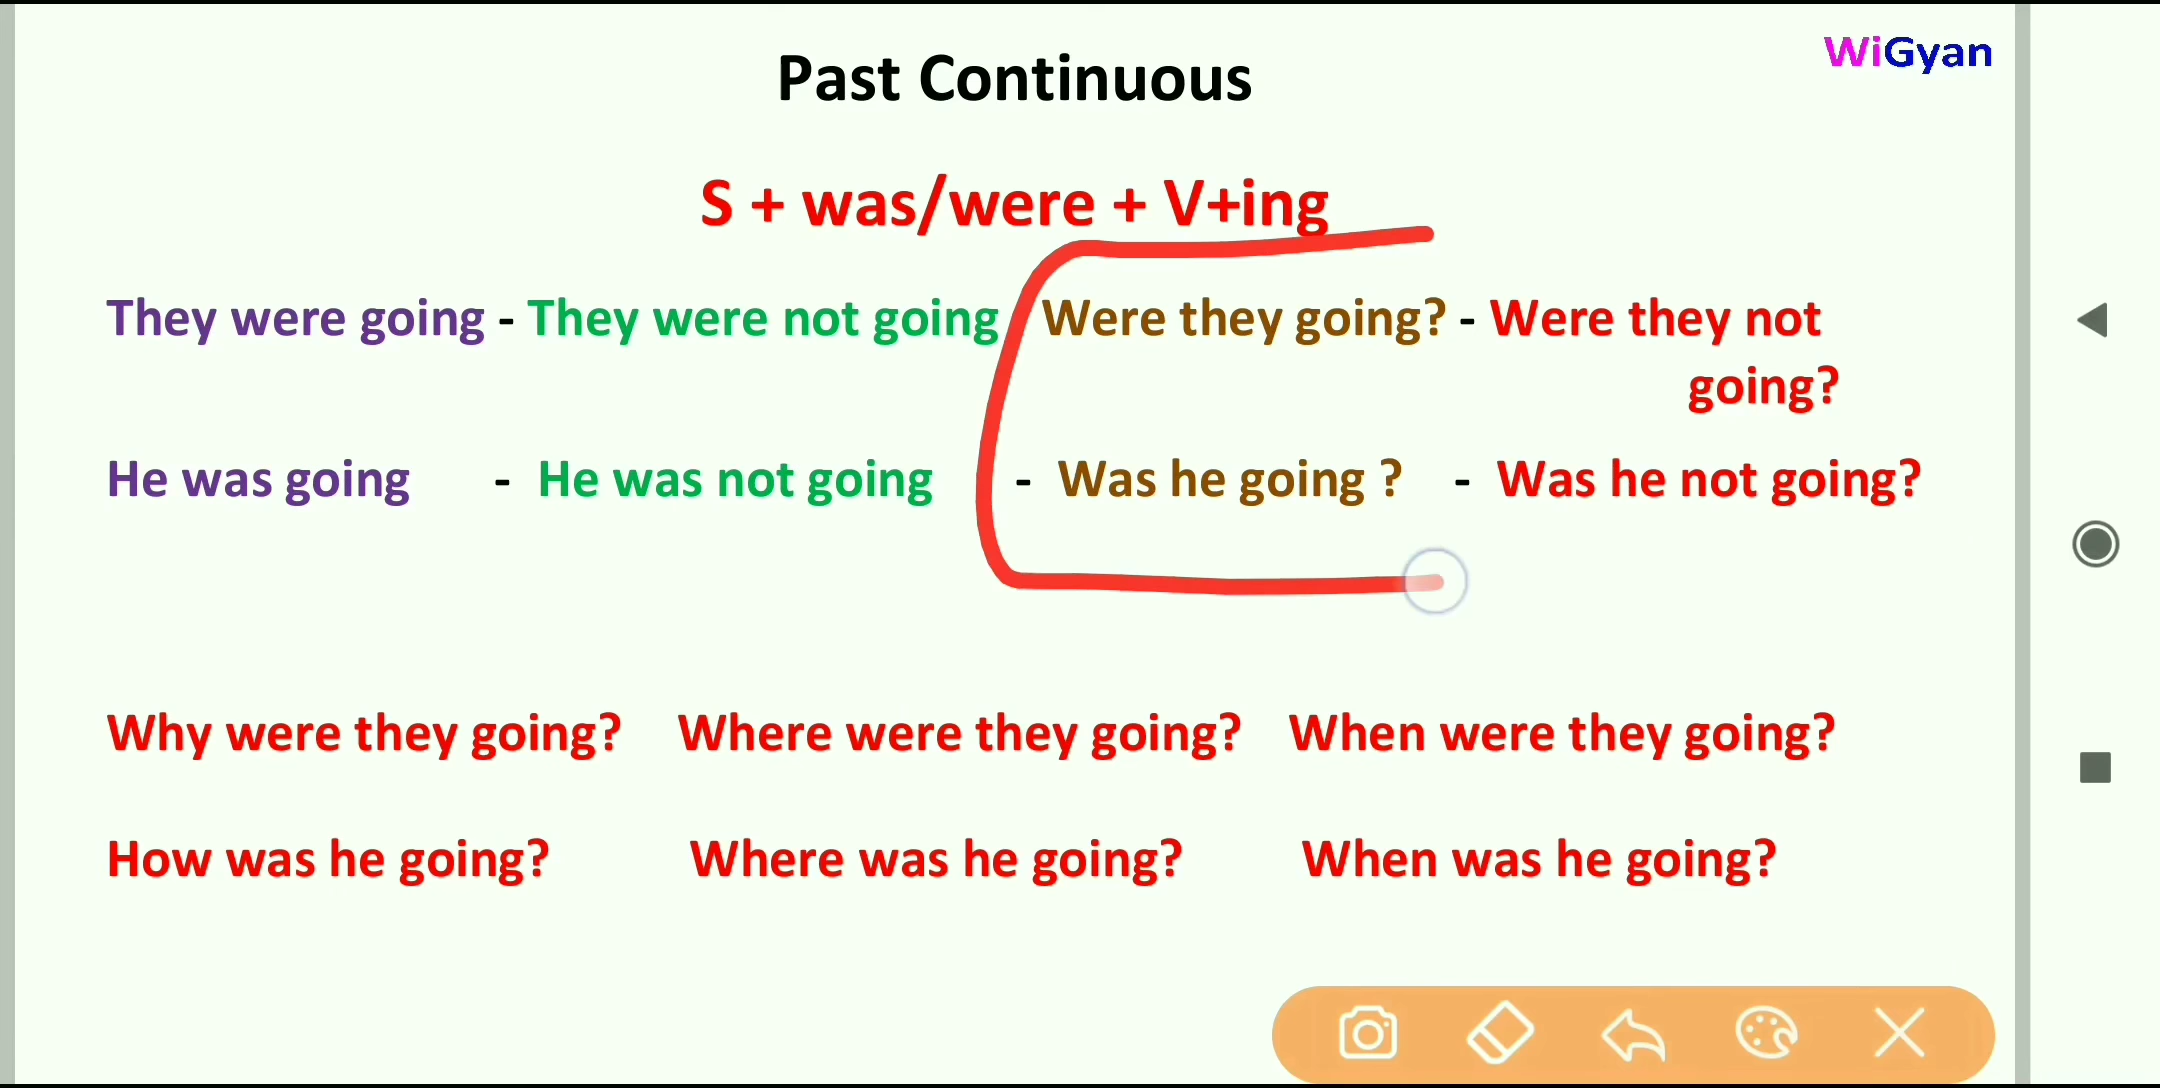 WiGyan
Past Continuous
S + was/were + V+ing
They were going - They were not going Were they going? - Were they not
going?
He was going - He was not going - Was he going ? - Was he not going?
Why were they going? Where were they going? When were they going?
How was he going? Where was he going? When was he going?